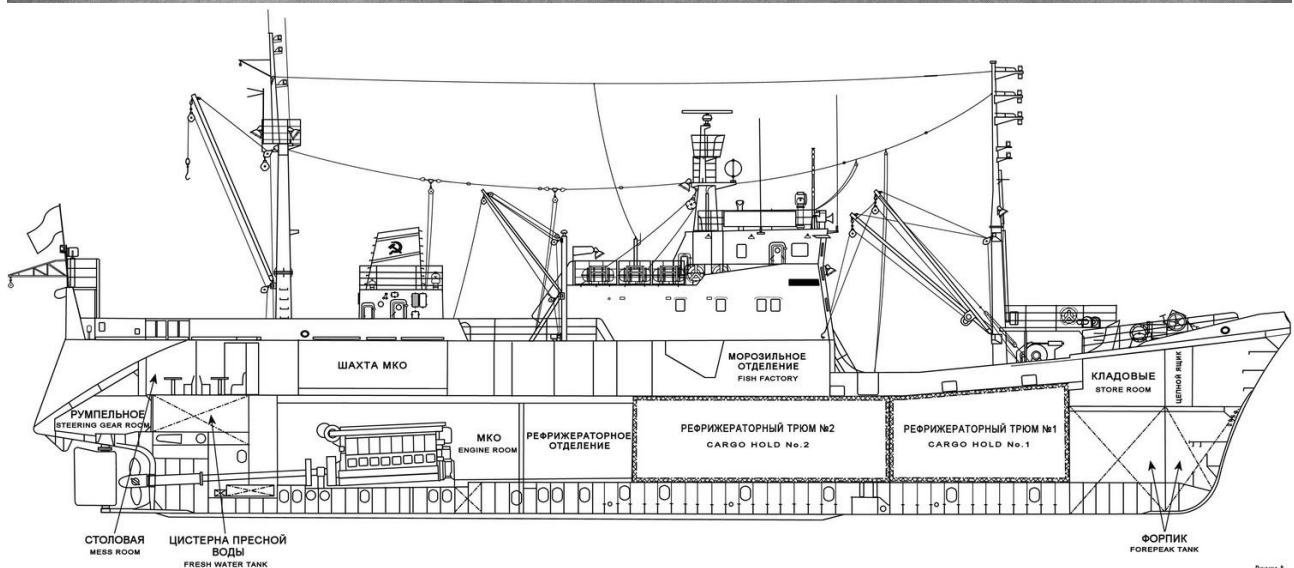 ШАХТА МКО
МОРОЗИЛЬНОЕ
ОТДЕЛЕНИЕ
FISH FACTORY
КЛАДОВЫЕ
STORE ROOM
ЦЕПНОЙ ЯЩИК
РУМПЕЛЬНОЕ
STEERING GEAR ROOM
МКО
ENGINE ROOM
РЕФРИЖЕРАТОРНОЕ
ОТДЕЛЕНИЕ
РЕФРИЖЕРАТОРНЫЙ ТРЮМ №2
CARGO HOLD No.2
РЕФРИЖЕРАТОРНЫЙ ТРЮМ №1
CARGO HOLD No.1
СТОЛОВАЯ
MESS ROOM
ЦИСТЕРНА ПРЕСНОЙ
ВОДЫ
FRESH WATER TANK
ФОРПИК
FOREPEAK TANK